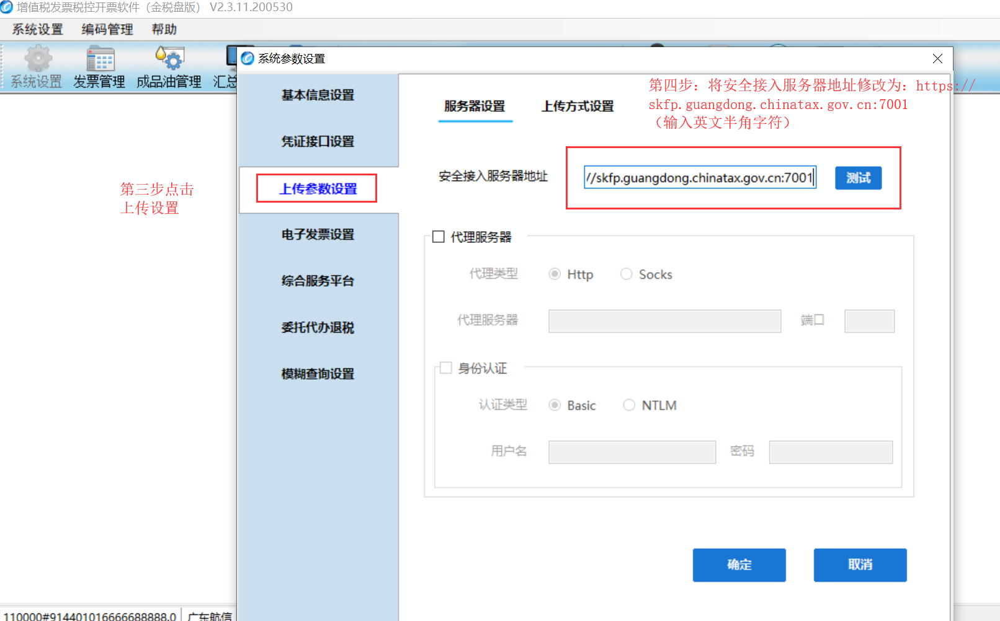 增值税发票税控开票软件（金税盘版） V2.3.11.200530
系统设置 编码管理 帮助
系统设置 发票管理 成品油管理 汇总
系统参数设置
基本信息设置
凭证接口设置
上传参数设置
电子发票设置
综合服务平台
委托代办退税
模糊查询设置
第三步点击
上传设置
服务器设置 上传方式设置
第四步：将安全接入服务器地址修改为：https://
skfp.guangdong.chinatax.gov.cn:7001
（输入英文半角字符）
安全接入服务器地址 //skfp.guangdong.chinatax.gov.cn:7001 测试
代理服务器
代理类型 Http Socks
代理服务器 端口
身份认证
认证类型 Basic NTLM
用户名 密码
确定 取消
110000#914401016666688888.0 广东航信